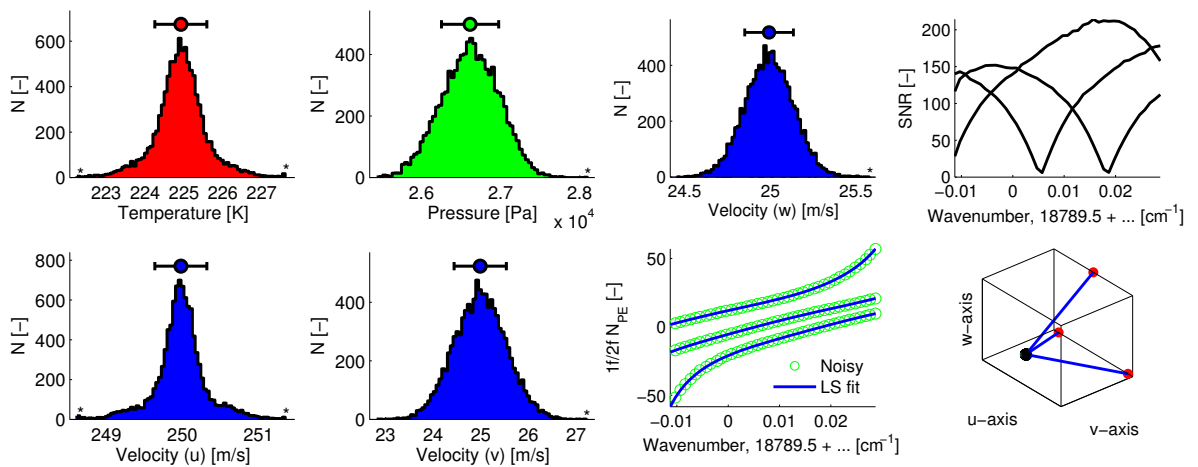 600
400
200
0
N [−]
*
*
223 224 225 226 227
Temperature [K]
400
200
0
N [−]
*
2.6 2.7 2.8
Pressure [Pa]
x 10^4
400
200
0
N [−]
*
24.5 25 25.5
Velocity (w) [m/s]
200
150
100
50
0
SNR [−]
−0.01 0 0.01 0.02
Wavenumber, 18789.5 + ... [cm^−1]
800
600
400
200
0
N [−]
*
*
249 250 251
Velocity (u) [m/s]
400
200
0
N [−]
*
23 24 25 26 27
Velocity (v) [m/s]
50
0
−50
1f/2f N_PE [−]
Noisy
LS fit
−0.01 0 0.01 0.02
Wavenumber, 18789.5 + ... [cm^−1]
w−axis
u−axis
v−axis